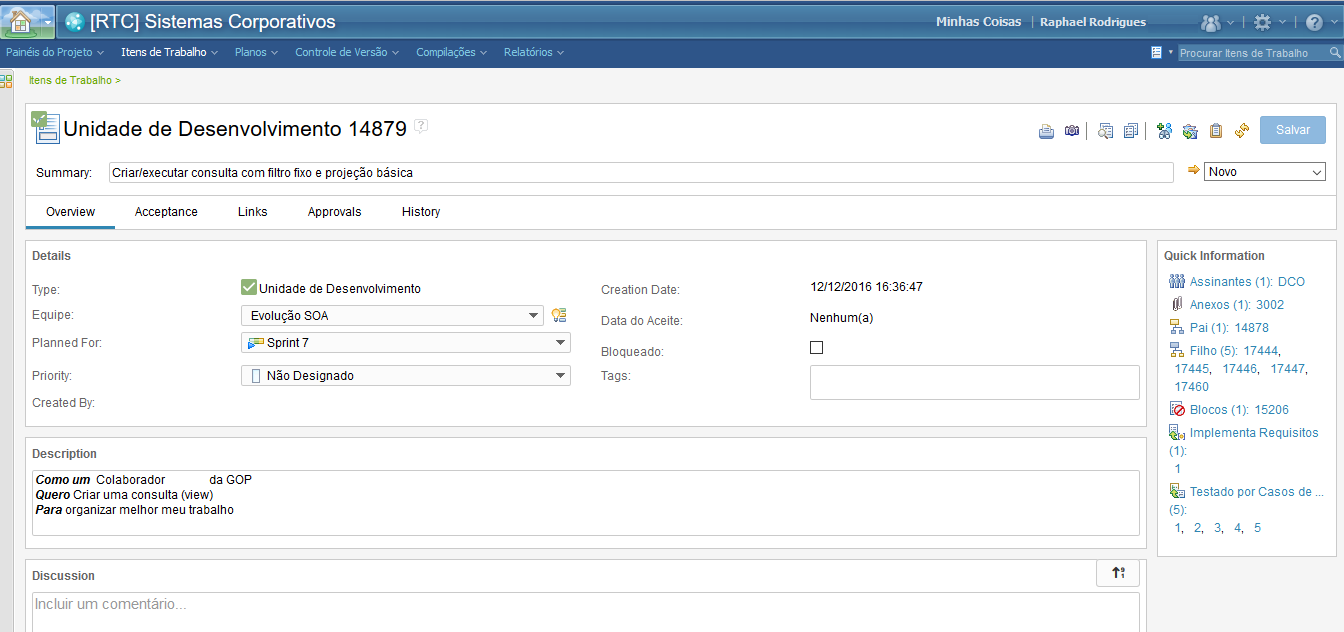 [RTC] Sistemas Corporativos
Minhas Coisas | Raphael Rodrigues
Painéis do Projeto Itens de Trabalho Planos Controle de Versão Compilações Relatórios
Procurar Itens de Trabalho
Itens de Trabalho >
Unidade de Desenvolvimento 14879
?
Salvar
Summary: Criar/executar consulta com filtro fixo e projeção básica
Novo
Overview Acceptance Links Approvals History
Details
Type: Unidade de Desenvolvimento
Equipe: Evolução SOA
Planned For: Sprint 7
Priority: Não Designado
Created By:
Creation Date: 12/12/2016 16:36:47
Data do Aceite: Nenhum(a)
Bloqueado:
Tags:
Description
Como um Colaborador da GOP
Quero Criar uma consulta (view)
Para organizar melhor meu trabalho
Discussion
Incluir um comentário...
Quick Information
Assinantes (1): DCO
Anexos (1): 3002
Pai (1): 14878
Filho (5): 17444,
17445, 17446, 17447,
17460
Blocos (1): 15206
Implementa Requisitos
(1):
1
Testado por Casos de ...
(5):
1, 2, 3, 4, 5